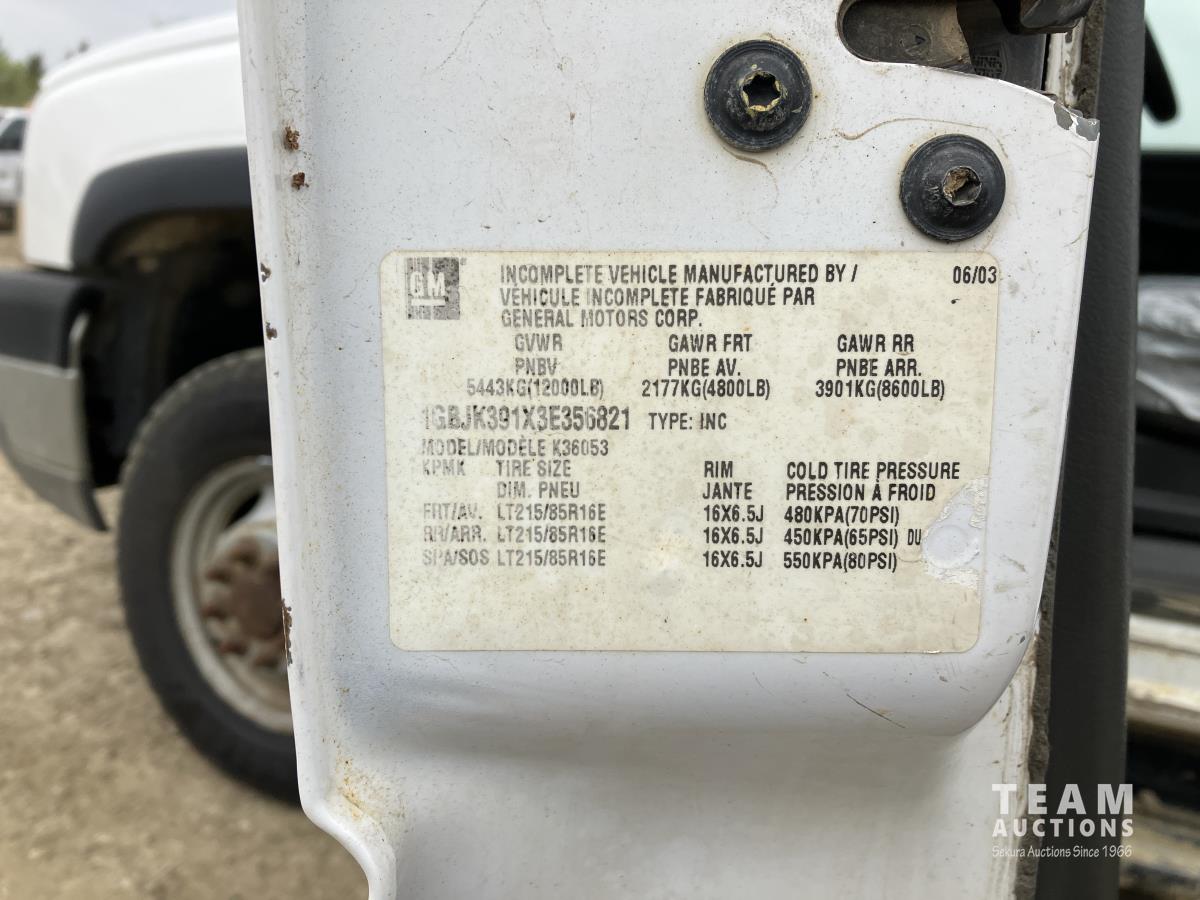 GM
INCOMPLETE VEHICLE MANUFACTURED BY / 06/03
VÉHICULE INCOMPLETE FABRIQUÉ PAR
GENERAL MOTORS CORP.
GVWR GAWR FRT GAWR RR
PNBV PNBE AV. PNBE ARR.
5443KG(12000LB) 2177KG(4800LB) 3901KG(8600LB)
1GBJK391X3E356821 TYPE: INC
MODEL/MODÈLE K36053
KPMK TIRE SIZE RIM COLD TIRE PRESSURE
DIM. PNEU JANTE PRESSION À FROID
FRT/AV. LT215/85R16E 16X6.5J 480KPA(70PSI)
RR/ARR. LT215/85R16E 16X6.5J 450KPA(65PSI) DU
SPA/SOS LT215/85R16E 16X6.5J 550KPA(80PSI)
TEAM
AUCTIONS
Sekura Auctions Since 1966